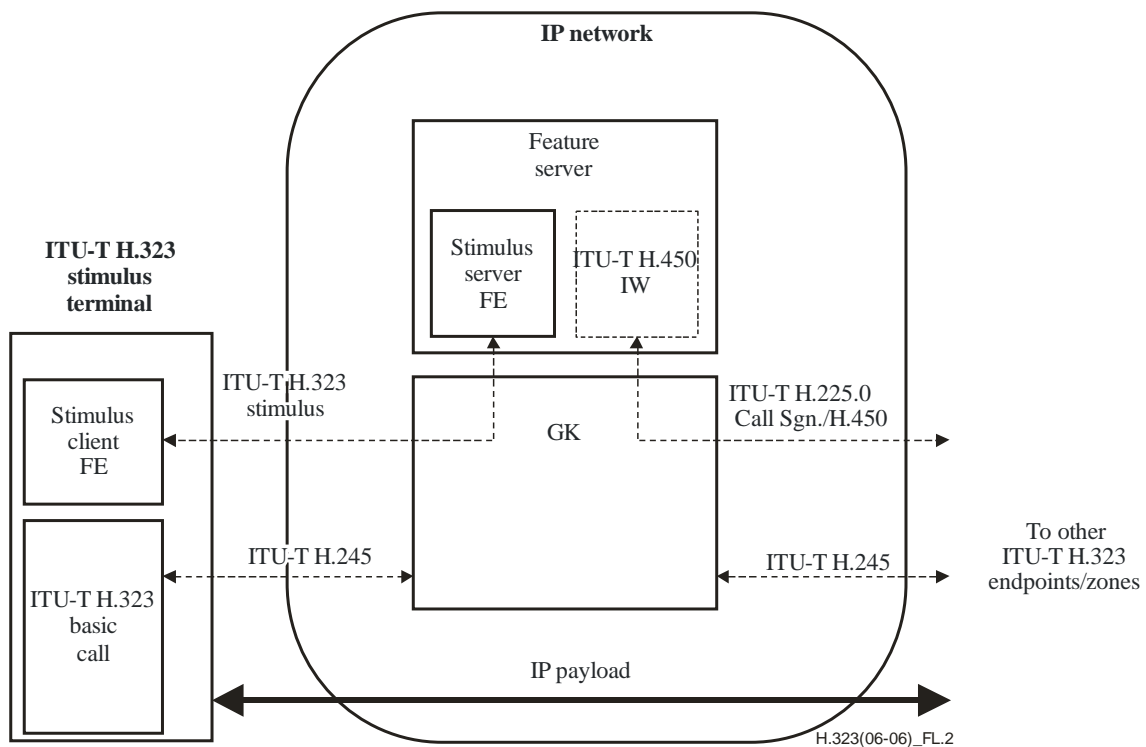 IP network
Feature
server
Stimulus
server
FE
ITU-T H.450
IW
ITU-T H.323
stimulus
terminal
ITU-T H.323
stimulus
ITU-T H.225.0
Call Sgn./H.450
Stimulus
client
FE
GK
ITU-T H.245
ITU-T H.245
To other
ITU-T H.323
endpoints/zones
ITU-T H.323
basic
call
IP payload
H.323(06-06)_FL.2